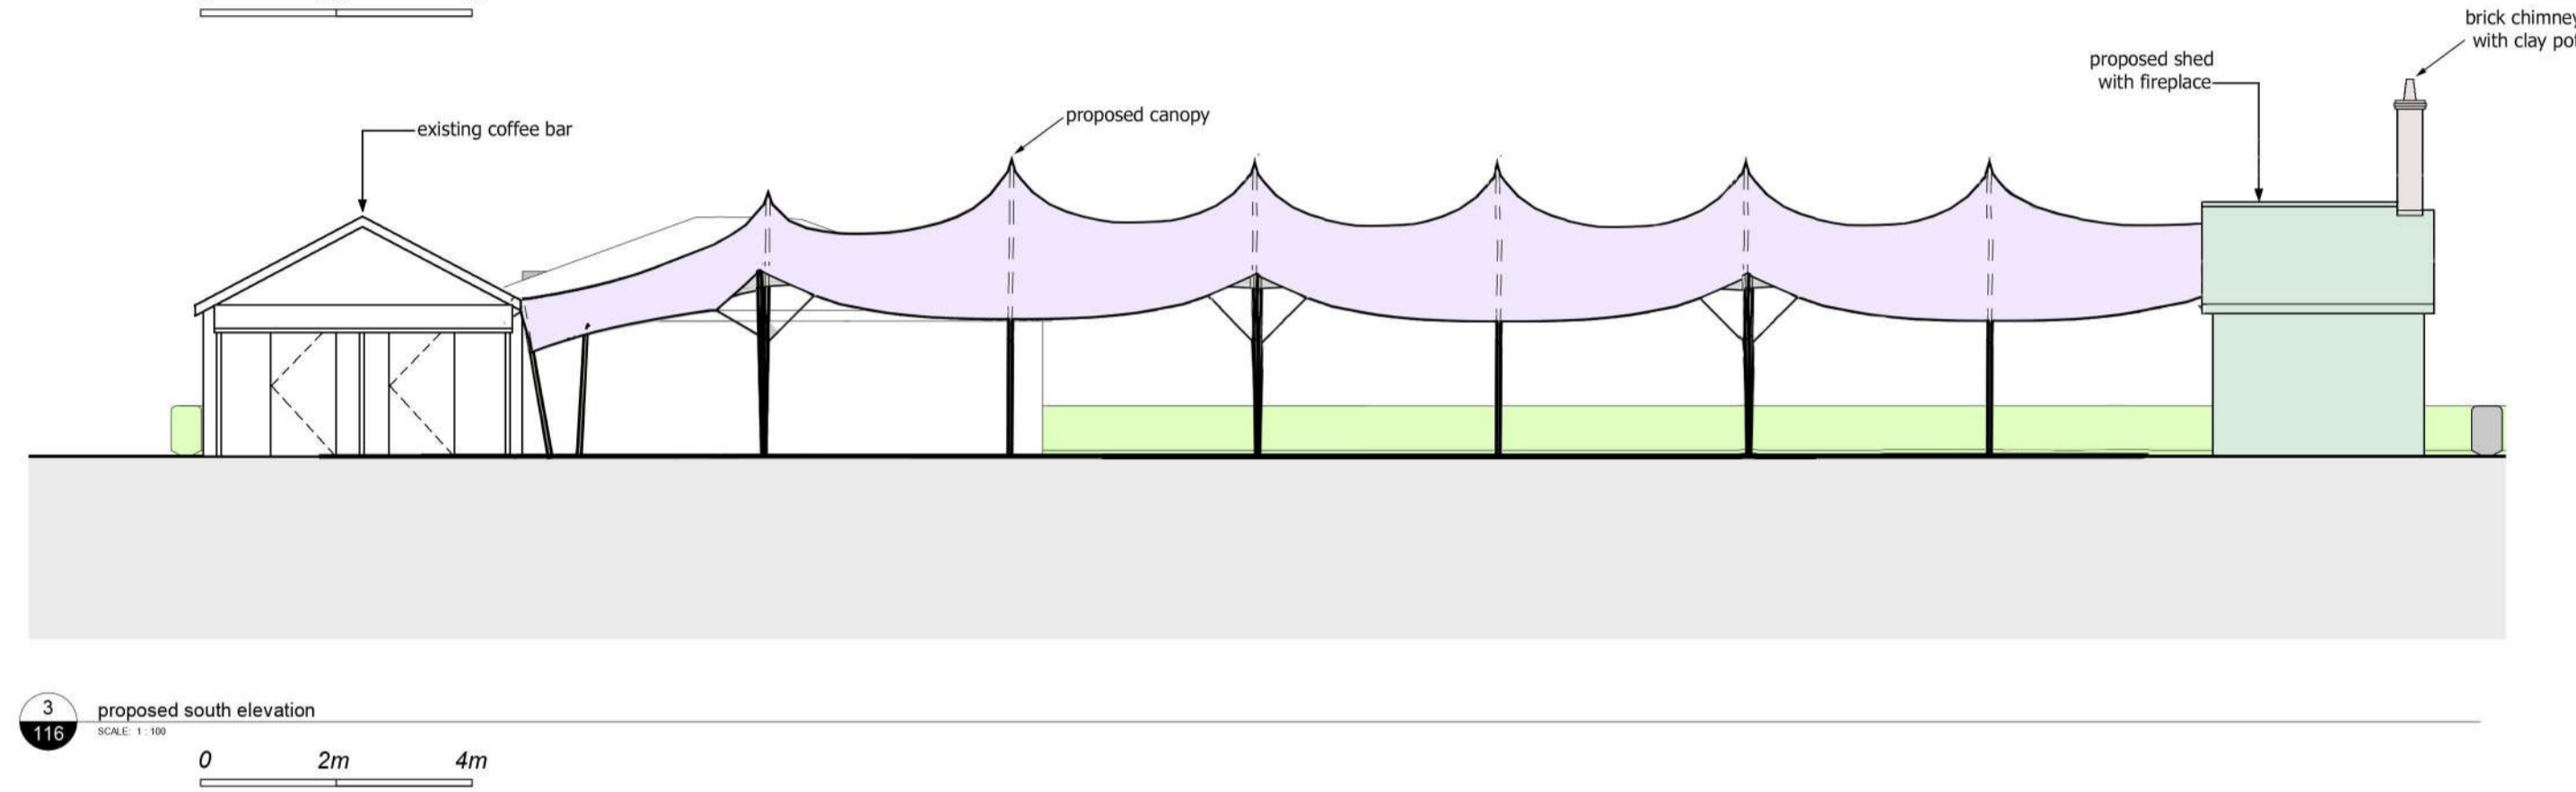 brick chimney
with clay pot
proposed shed
with fireplace
proposed canopy
existing coffee bar
3
116
proposed south elevation
SCALE: 1 : 100
0 2m 4m